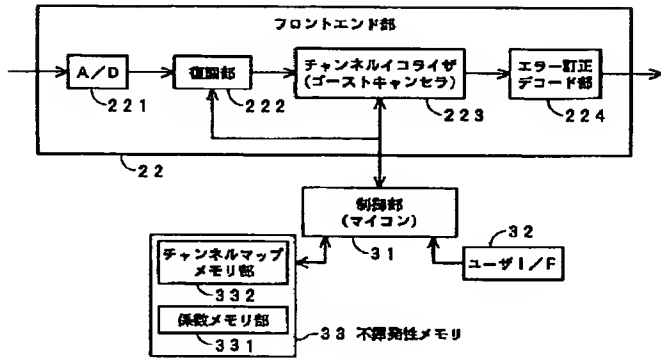 フロントエンド部
A/D
221
復調部
222
チャンネルイコライザ
(ゴーストキャンセラ)
223
エラー訂正
デコード部
224
22
制御部
(マイコン)
31
32
ユーザI/F
チャンネルマップ
メモリ部
332
係数メモリ部
331
33 不揮発性メモリ